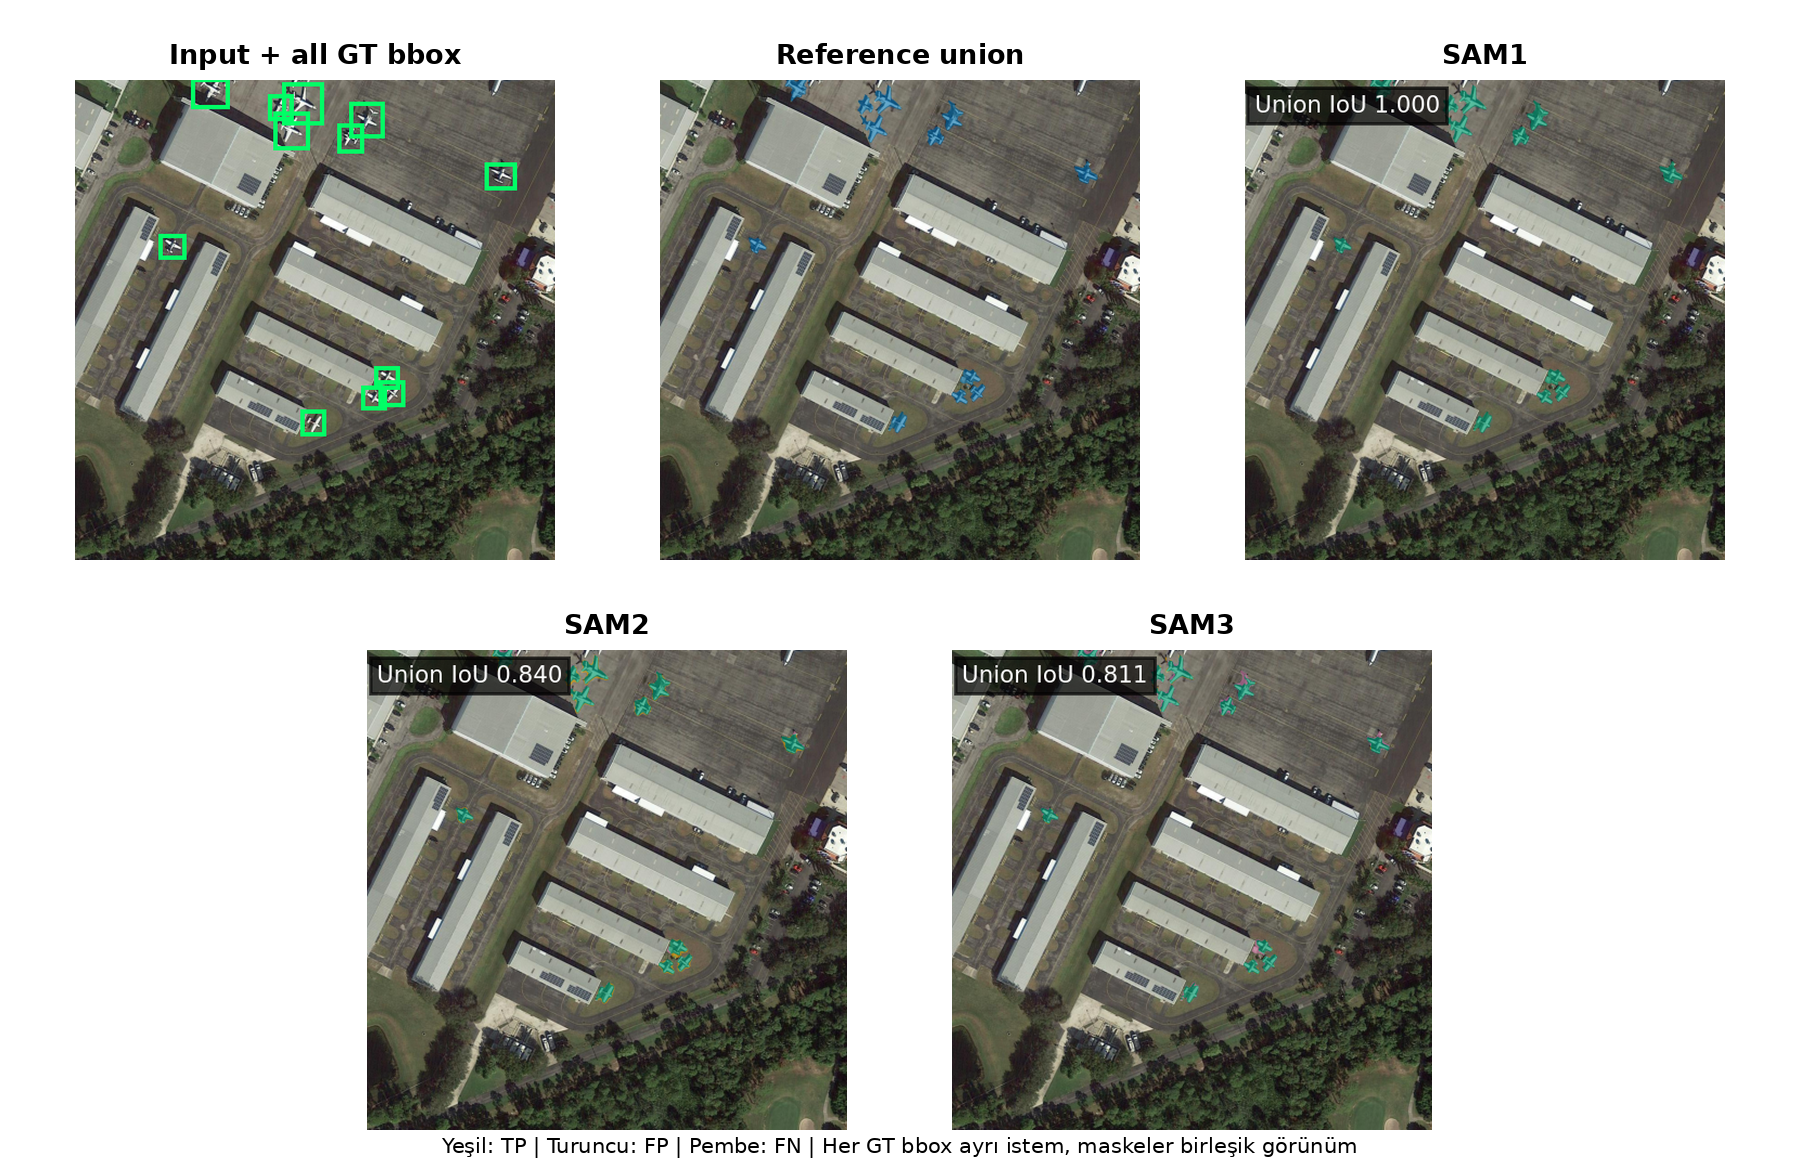 Input + all GT bbox
Reference union
SAM1
Union IoU 1.000
SAM2
SAM3
Union IoU 0.840
Union IoU 0.811
Yeşil: TP | Turuncu: FP | Pembe: FN | Her GT bbox ayrı istem, maskeler birleşik görünüm